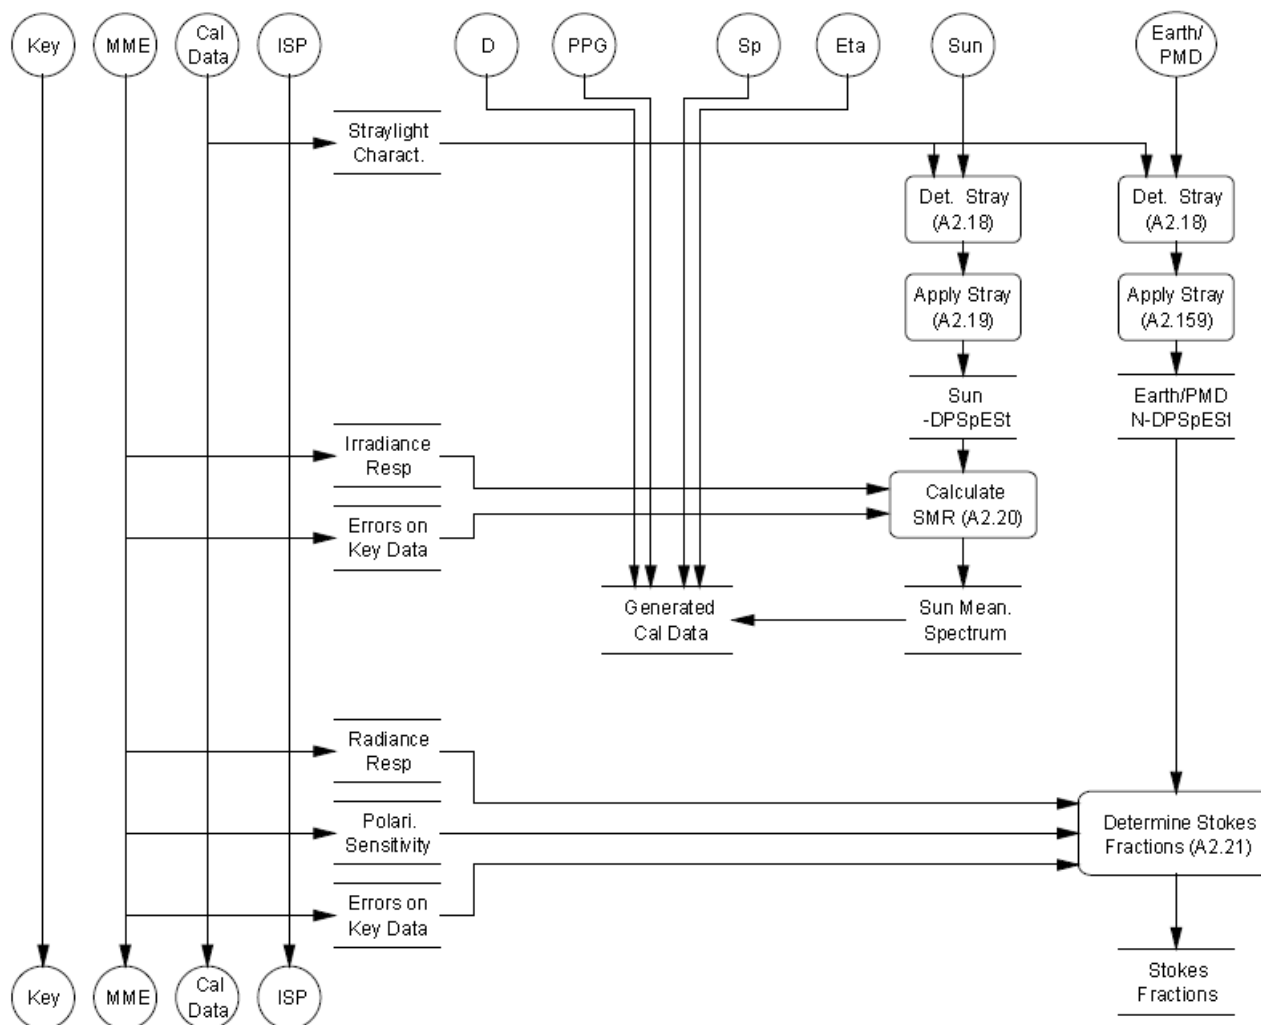 Key
MME
Cal
Data
ISP
D
PPG
Sp
Eta
Sun
Earth/
PMD
Straylight
Charact.
Det. Stray
(A2.18)
Det. Stray
(A2.18)
Apply Stray
(A2.19)
Apply Stray
(A2.159)
Sun
-DPSpESt
Earth/PMD
N-DPSpESt
Irradiance
Resp
Calculate
SMR (A2.20)
Errors on
Key Data
Generated
Cal Data
Sun Mean.
Spectrum
Radiance
Resp
Polari.
Sensitivity
Determine Stokes
Fractions (A2.21)
Errors on
Key Data
Key
MME
Cal
Data
ISP
Stokes
Fractions